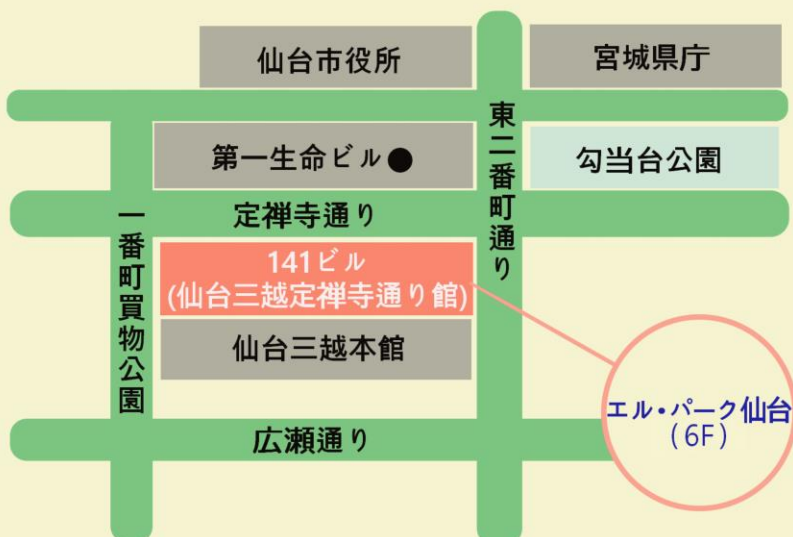 仙台市役所
宮城県庁
東二番町通り
第一生命ビル●
勾当台公園
定禅寺通り
一番町買物公園
141ビル
(仙台三越定禅寺通り館)
仙台三越本館
エル・パーク仙台
(6F)
広瀬通り